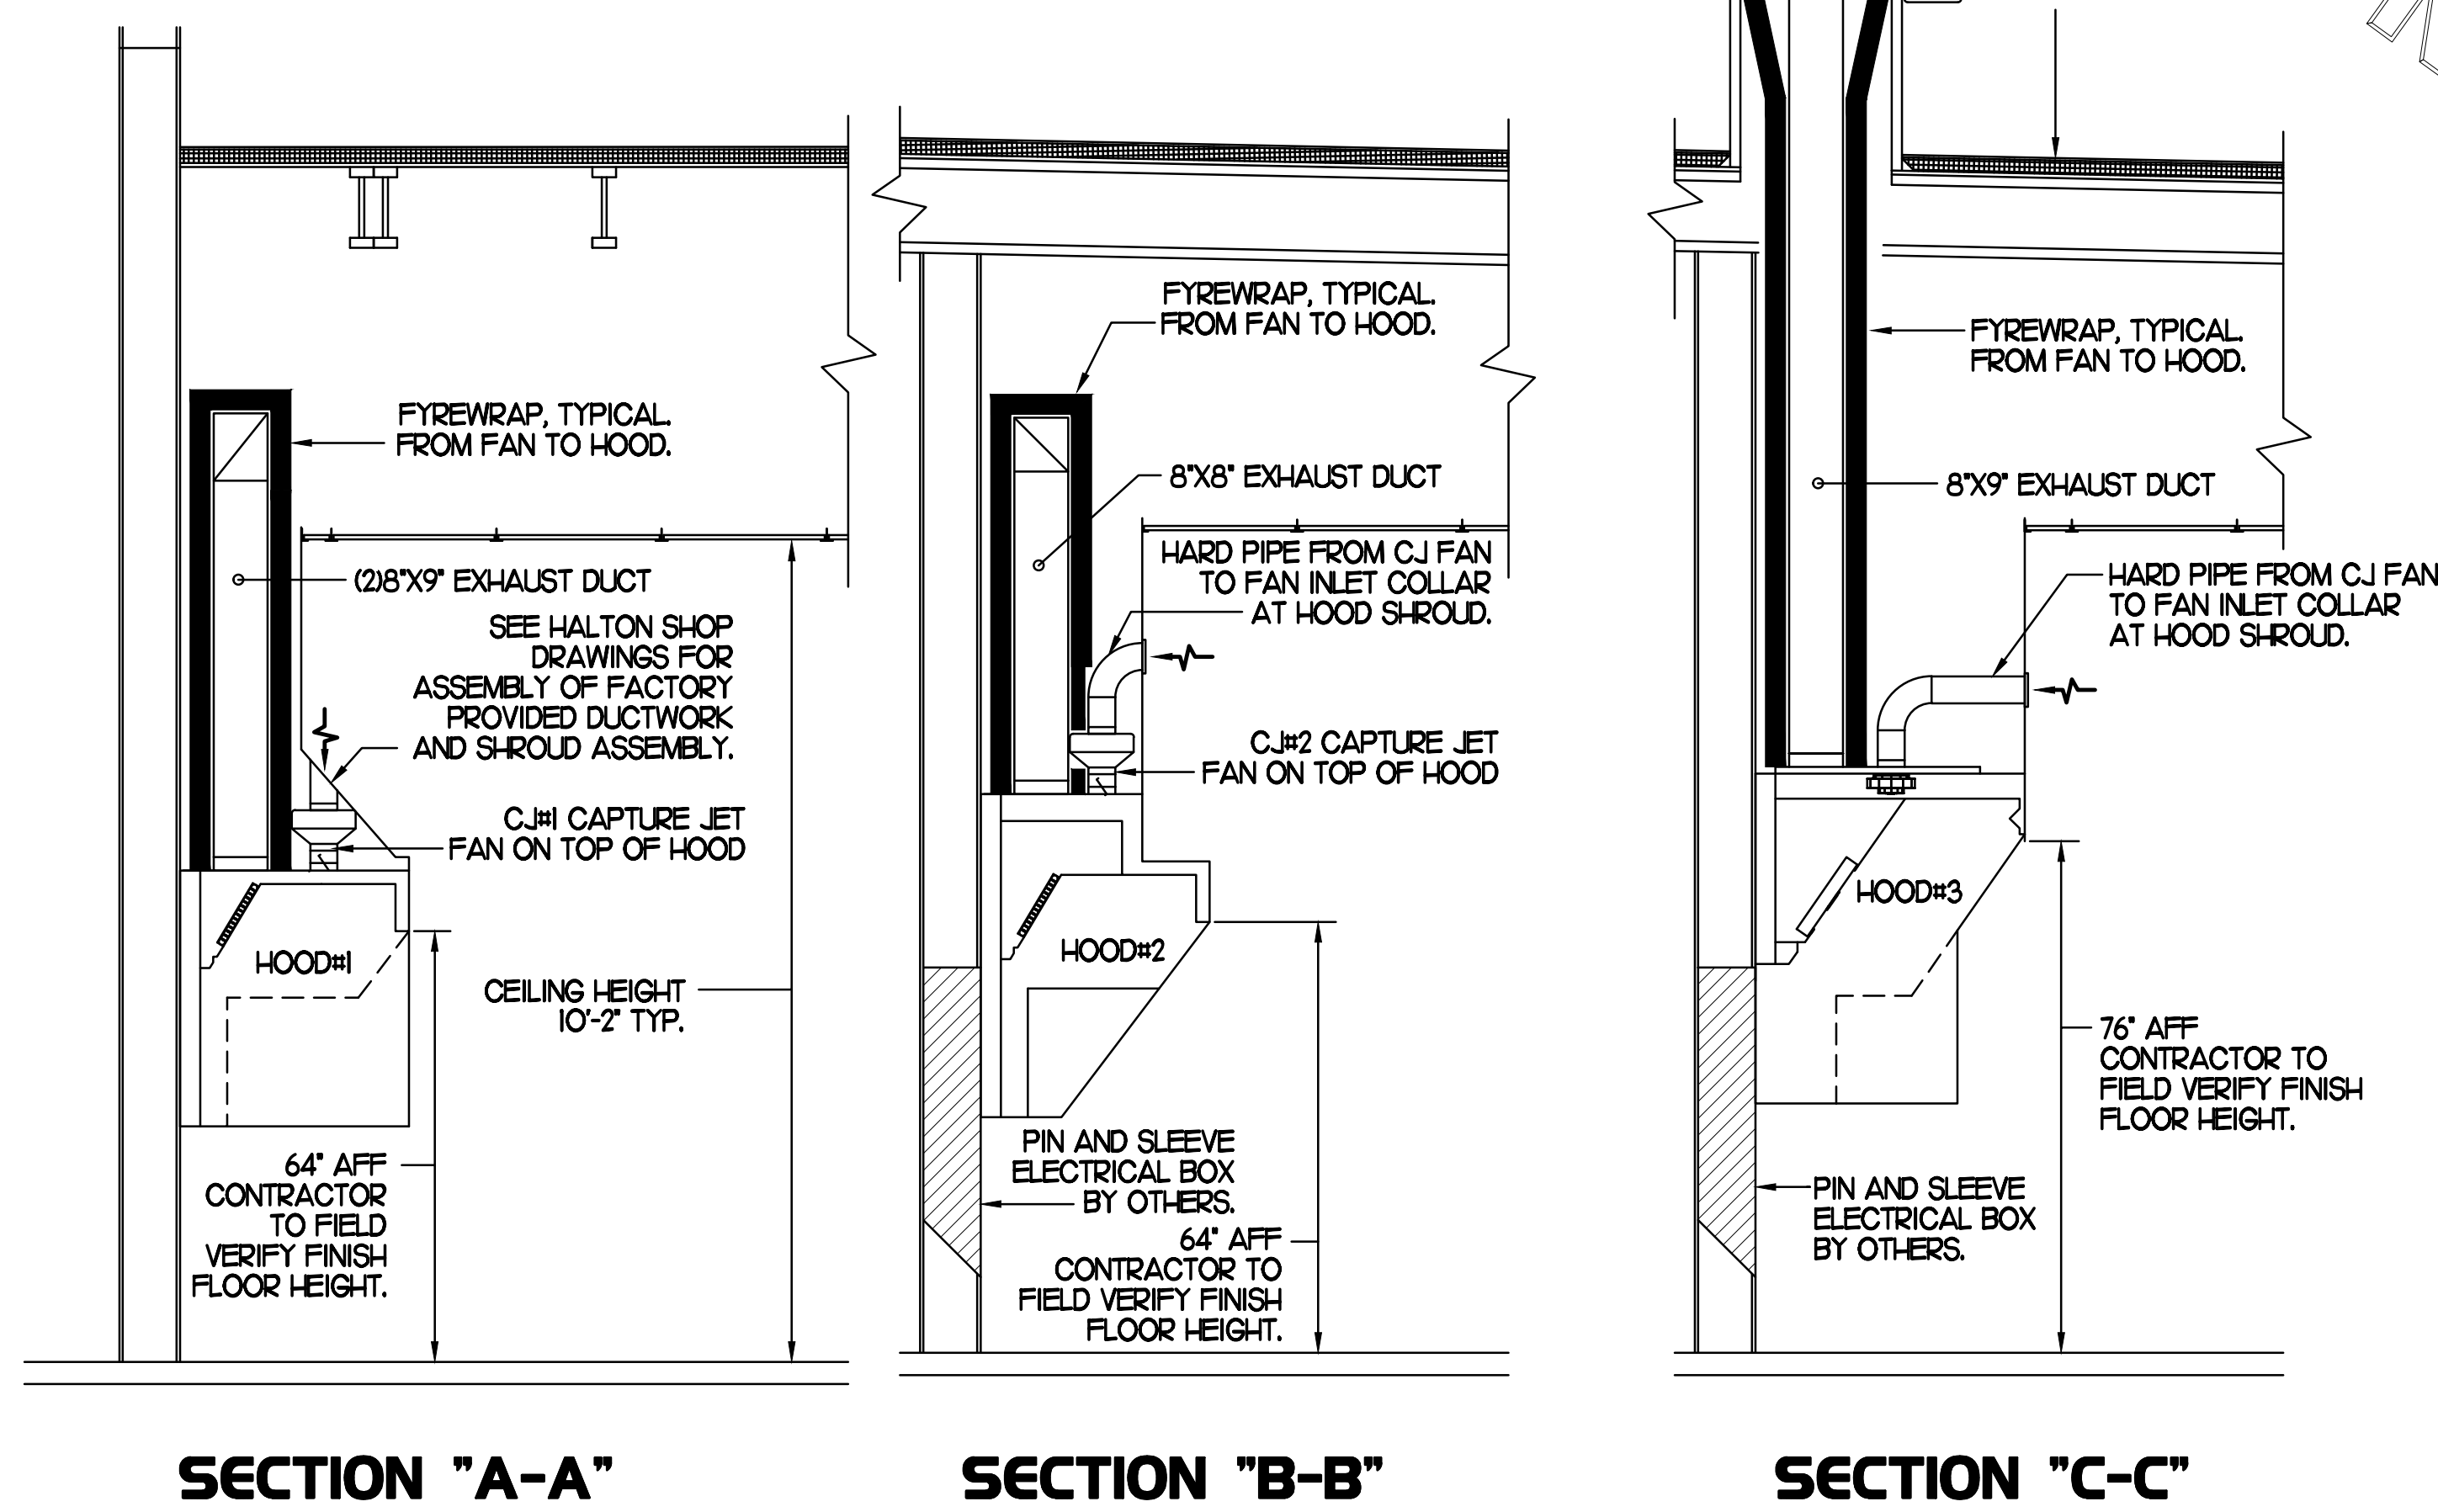 FYREWRAP, TYPICAL.
FROM FAN TO HOOD.
(2)8"X9" EXHAUST DUCT
SEE HALTON SHOP
DRAWINGS FOR
ASSEMBLY OF FACTORY
PROVIDED DUCTWORK
AND SHROUD ASSEMBLY.
CJ#1 CAPTURE JET
FAN ON TOP OF HOOD
HOOD#1
CEILING HEIGHT
10'-2" TYP.
64" AFF
CONTRACTOR
TO FIELD
VERIFY FINISH
FLOOR HEIGHT.
SECTION "A-A"
FYREWRAP, TYPICAL.
FROM FAN TO HOOD.
8"X8" EXHAUST DUCT
HARD PIPE FROM CJ FAN
TO FAN INLET COLLAR
AT HOOD SHROUD.
CJ#2 CAPTURE JET
FAN ON TOP OF HOOD
HOOD#2
PIN AND SLEEVE
ELECTRICAL BOX
BY OTHERS.
64" AFF
CONTRACTOR TO
FIELD VERIFY FINISH
FLOOR HEIGHT.
SECTION "B-B"
FYREWRAP, TYPICAL.
FROM FAN TO HOOD.
8"X9" EXHAUST DUCT
HARD PIPE FROM CJ FAN
TO FAN INLET COLLAR
AT HOOD SHROUD.
HOOD#3
76" AFF
CONTRACTOR TO
FIELD VERIFY FINISH
FLOOR HEIGHT.
PIN AND SLEEVE
ELECTRICAL BOX
BY OTHERS.
SECTION "C-C"